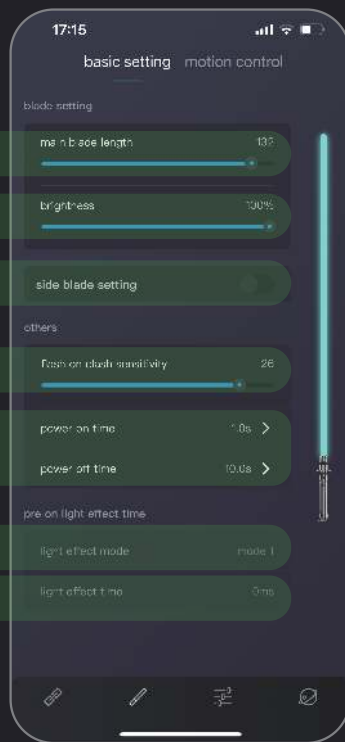 17:15
basic setting motion control
blade setting
main blade length 132
brightness 100%
side blade setting
others
flash on clash sensitivity 26
power on time 1.0s
power off time 10.0s
pre on light effect time
light effect mode mode 1
light effect time 0ms